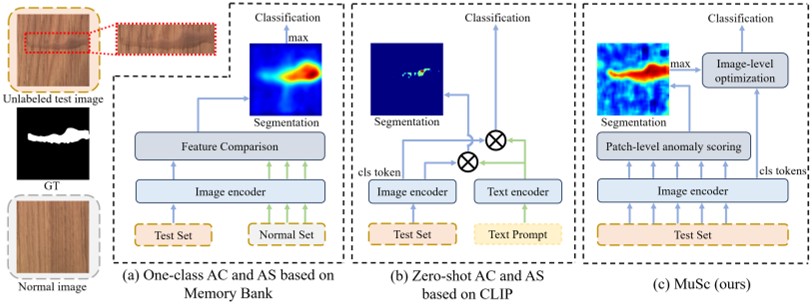 Unlabeled test image
GT
Normal image
Classification
max
Segmentation
Feature Comparison
Image encoder
Test Set
Normal Set
(a) One-class AC and AS based on
Memory Bank
Classification
Segmentation
cls token
Image encoder
Text encoder
Test Set
Text Prompt
(b) Zero-shot AC and AS
based on CLIP
Classification
max
Image-level
optimization
Segmentation
Patch-level anomaly scoring
cls tokens
Image encoder
Test Set
(c) MuSc (ours)